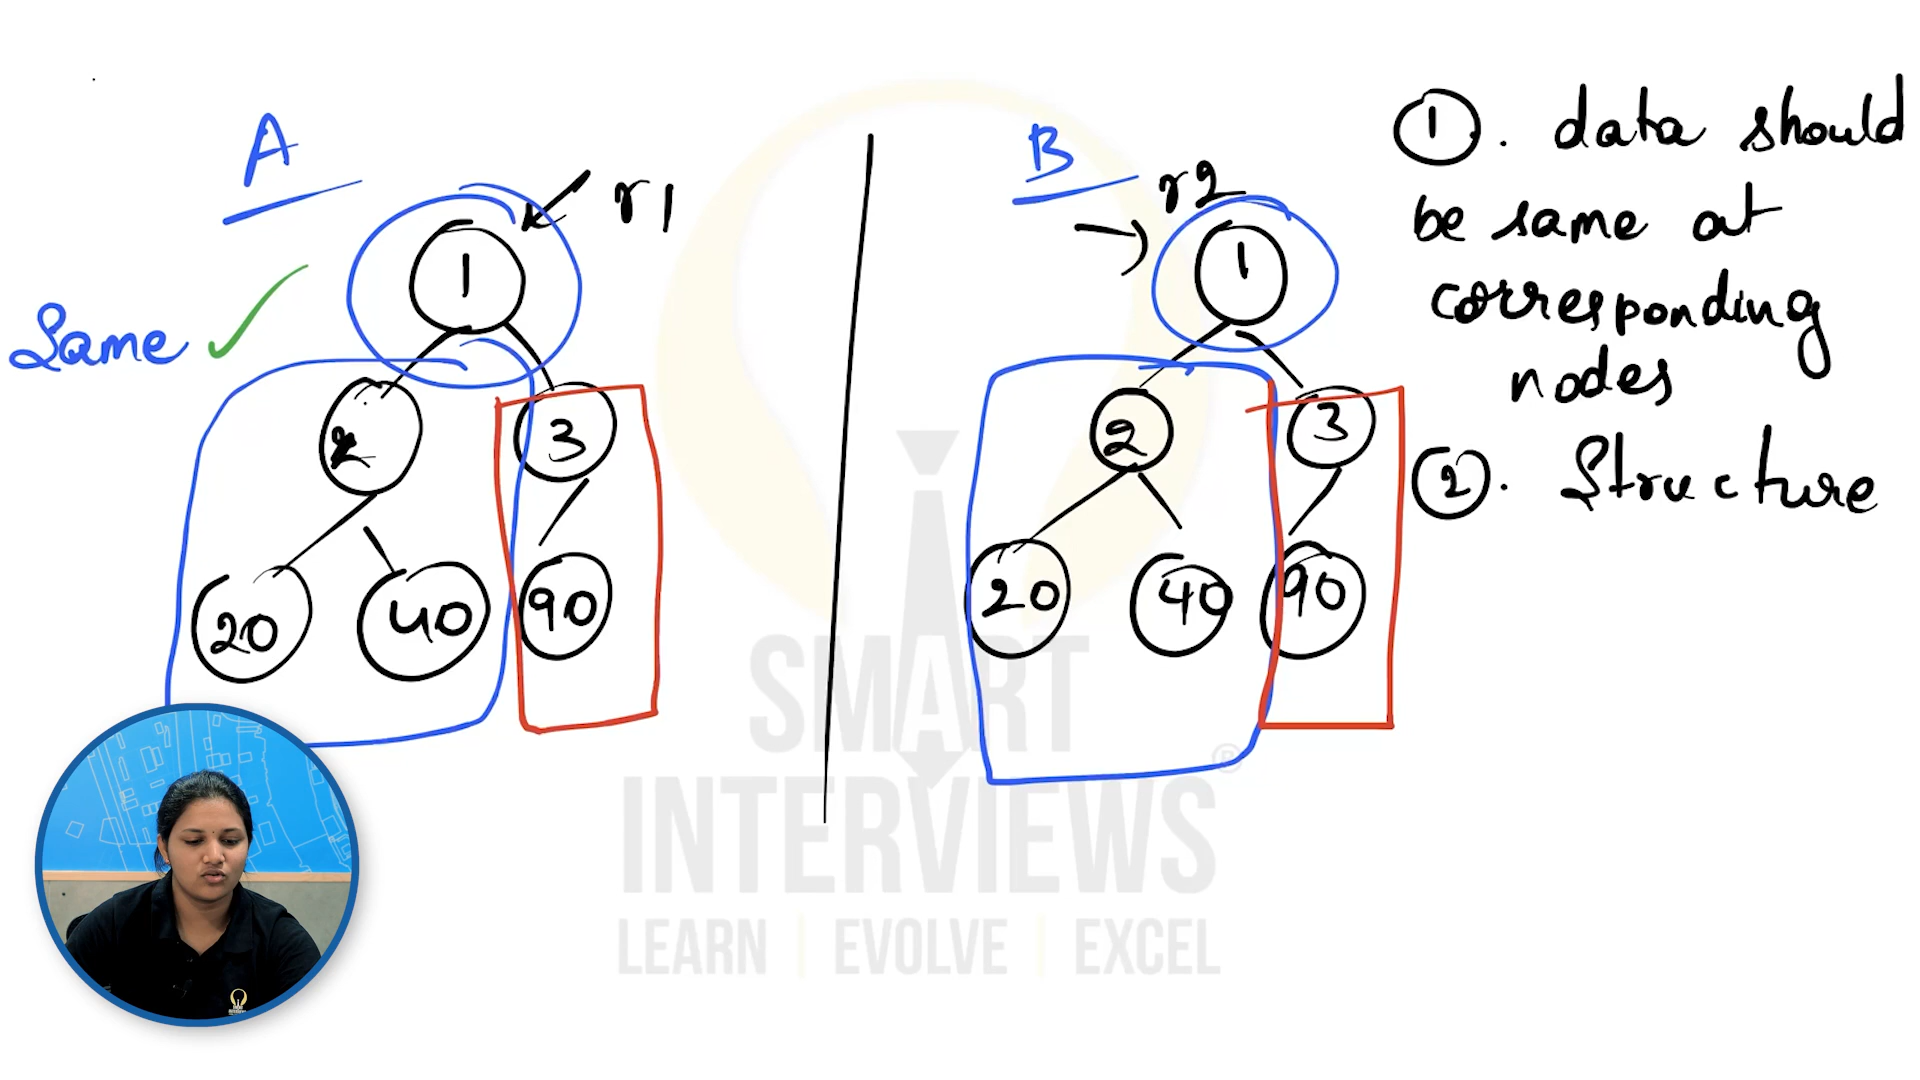 A
r1
Same
1
2
3
20
40
90
B
r2
1
2
3
20
40
90
1. data should
be same at
corresponding
nodes
2. Structure
SMART
INTERVIEWS
®
LEARN | EVOLVE | EXCEL